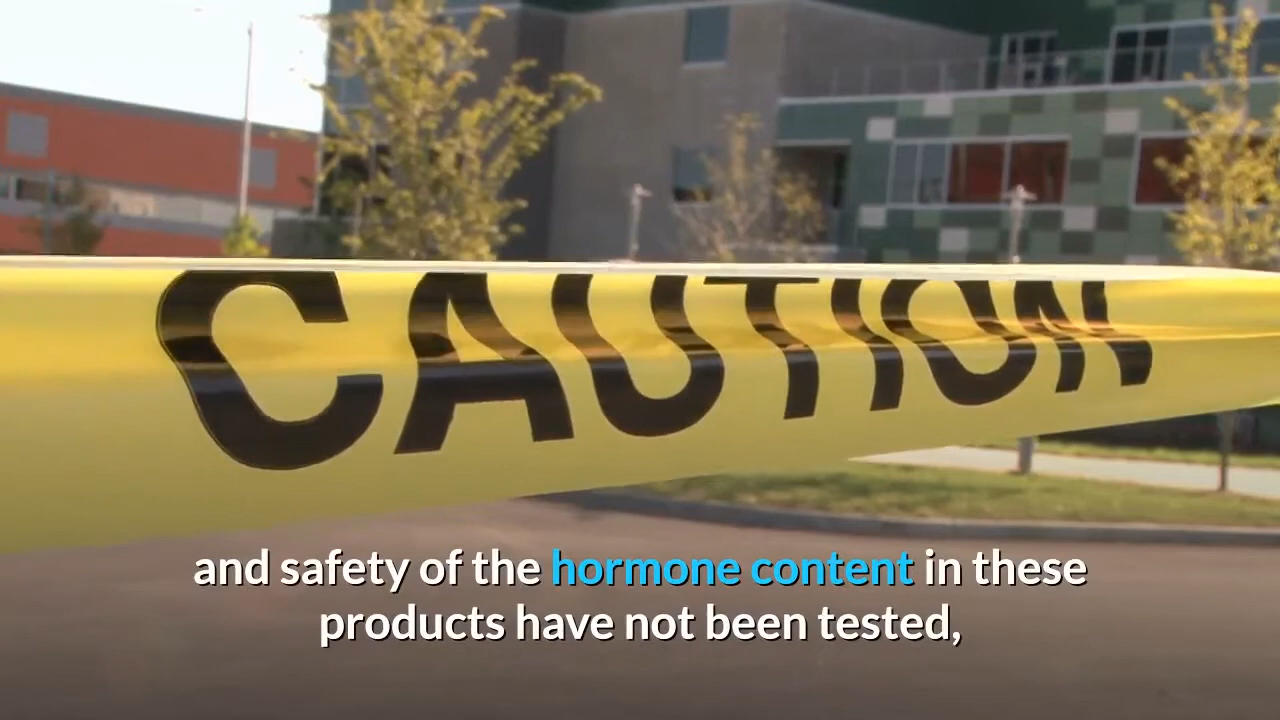 CAUTION
and safety of the hormone content in these
products have not been tested,